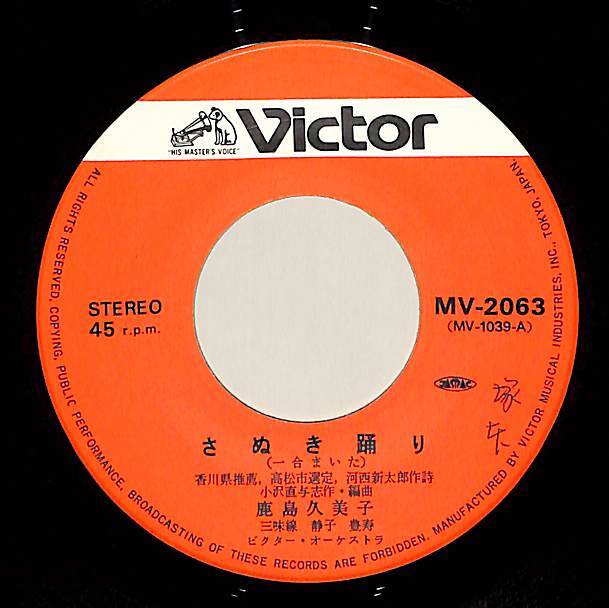 "HIS MASTER'S VOICE"
Victor
STEREO
45 r.p.m.
MV-2063
(MV-1039-A)
JASRAC
さぬき踊り
(一合まいた)
香川県推薦, 高松市選定, 河西新太郎作詩
小沢直与志作・編曲
鹿島久美子
三味線 静子 豊寿
ビクター・オーケストラ
ALL RIGHTS RESERVED. COPYING, PUBLIC PERFORMANCE, BROADCASTING OF THESE RECORDS ARE FORBIDDEN. MANUFACTURED BY VICTOR MUSICAL INDUSTRIES, INC., TOKYO, JAPAN.